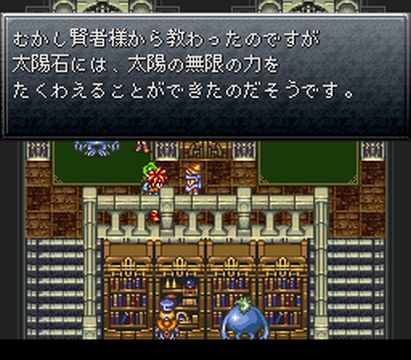 むかし賢者様から教わったのですが
太陽石には、太陽の無限の力を
たくわえることができたのだそうです。